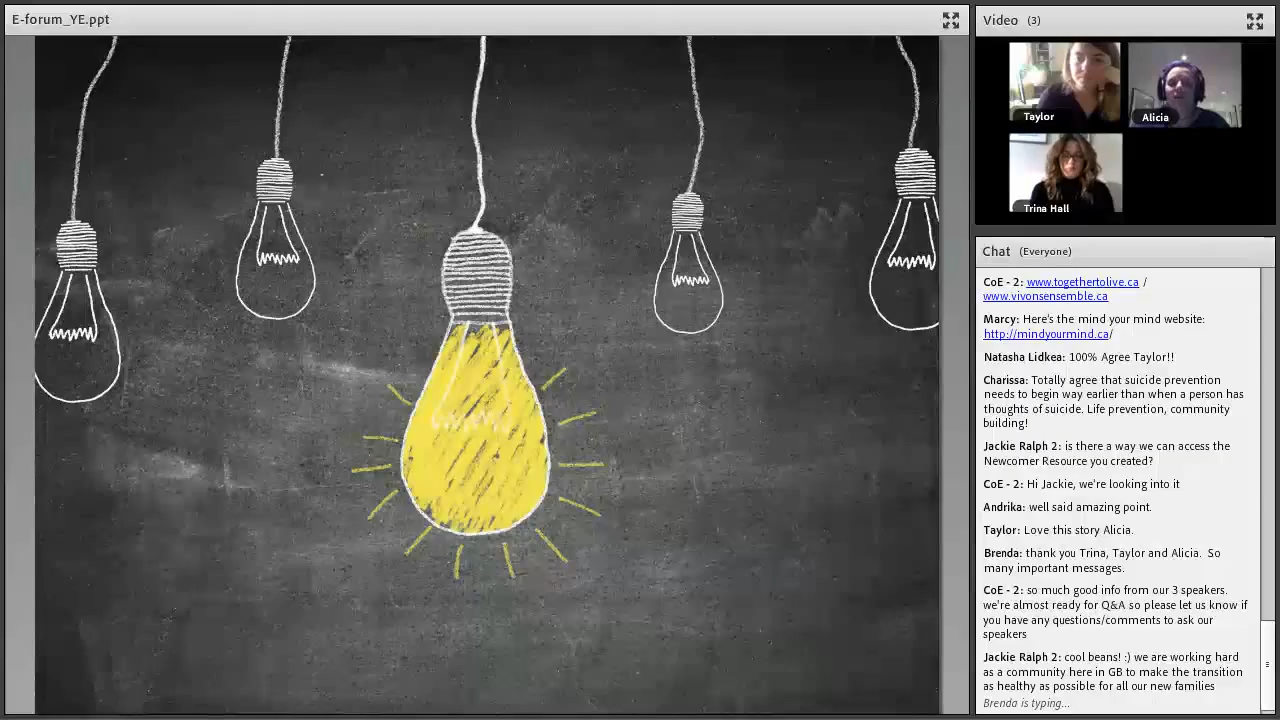 E-forum_YE.ppt
Video (3)
Taylor
Alicia
Trina Hall
Chat (Everyone)
CoE - 2: www.togethertolive.ca /
www.vivonsensemble.ca
Marcy: Here's the mind your mind website:
http://mindyourmind.ca/
Natasha Lidkea: 100% Agree Taylor!!
Charissa: Totally agree that suicide prevention
needs to begin way earlier than when a person has
thoughts of suicide. Life prevention, community
building!
Jackie Ralph 2: is there a way we can access the
Newcomer Resource you created?
CoE - 2: Hi Jackie, we're looking into it
Andrika: well said amazing point.
Taylor: Love this story Alicia.
Brenda: thank you Trina, Taylor and Alicia. So
many important messages.
CoE - 2: so much good info from our 3 speakers.
we're almost ready for Q&A so please let us know if
you have any questions/comments to ask our
speakers
Jackie Ralph 2: cool beans! :) we are working hard
as a community here in GB to make the transition
as healthy as possible for all our new families
Brenda is typing...